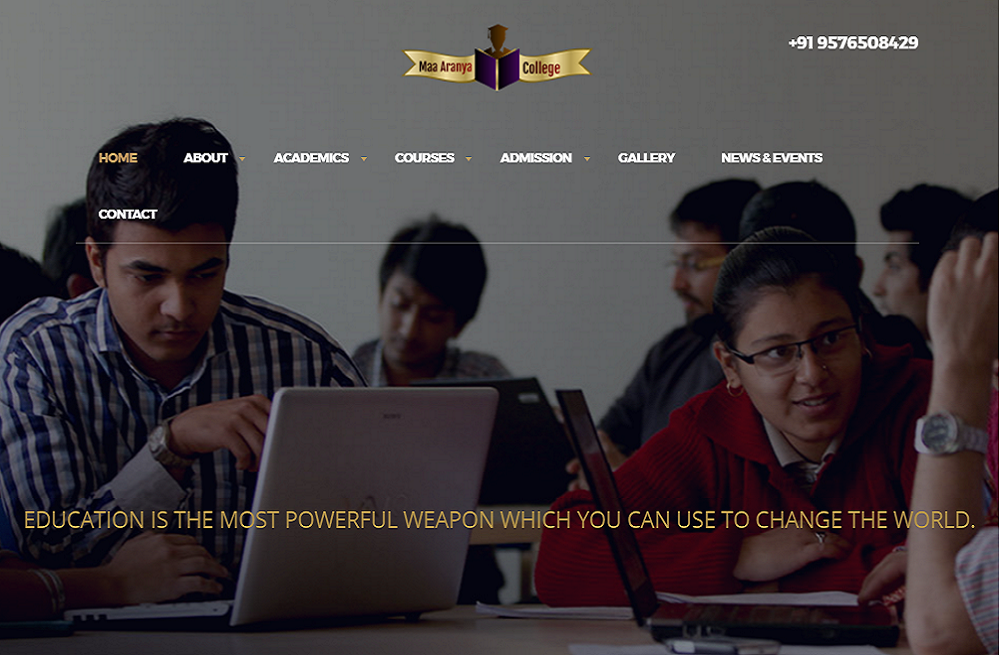 Maa Aranya College
+91 9576508429
HOME ABOUT ACADEMICS COURSES ADMISSION GALLERY NEWS & EVENTS
CONTACT
EDUCATION IS THE MOST POWERFUL WEAPON WHICH YOU CAN USE TO CHANGE THE WORLD.